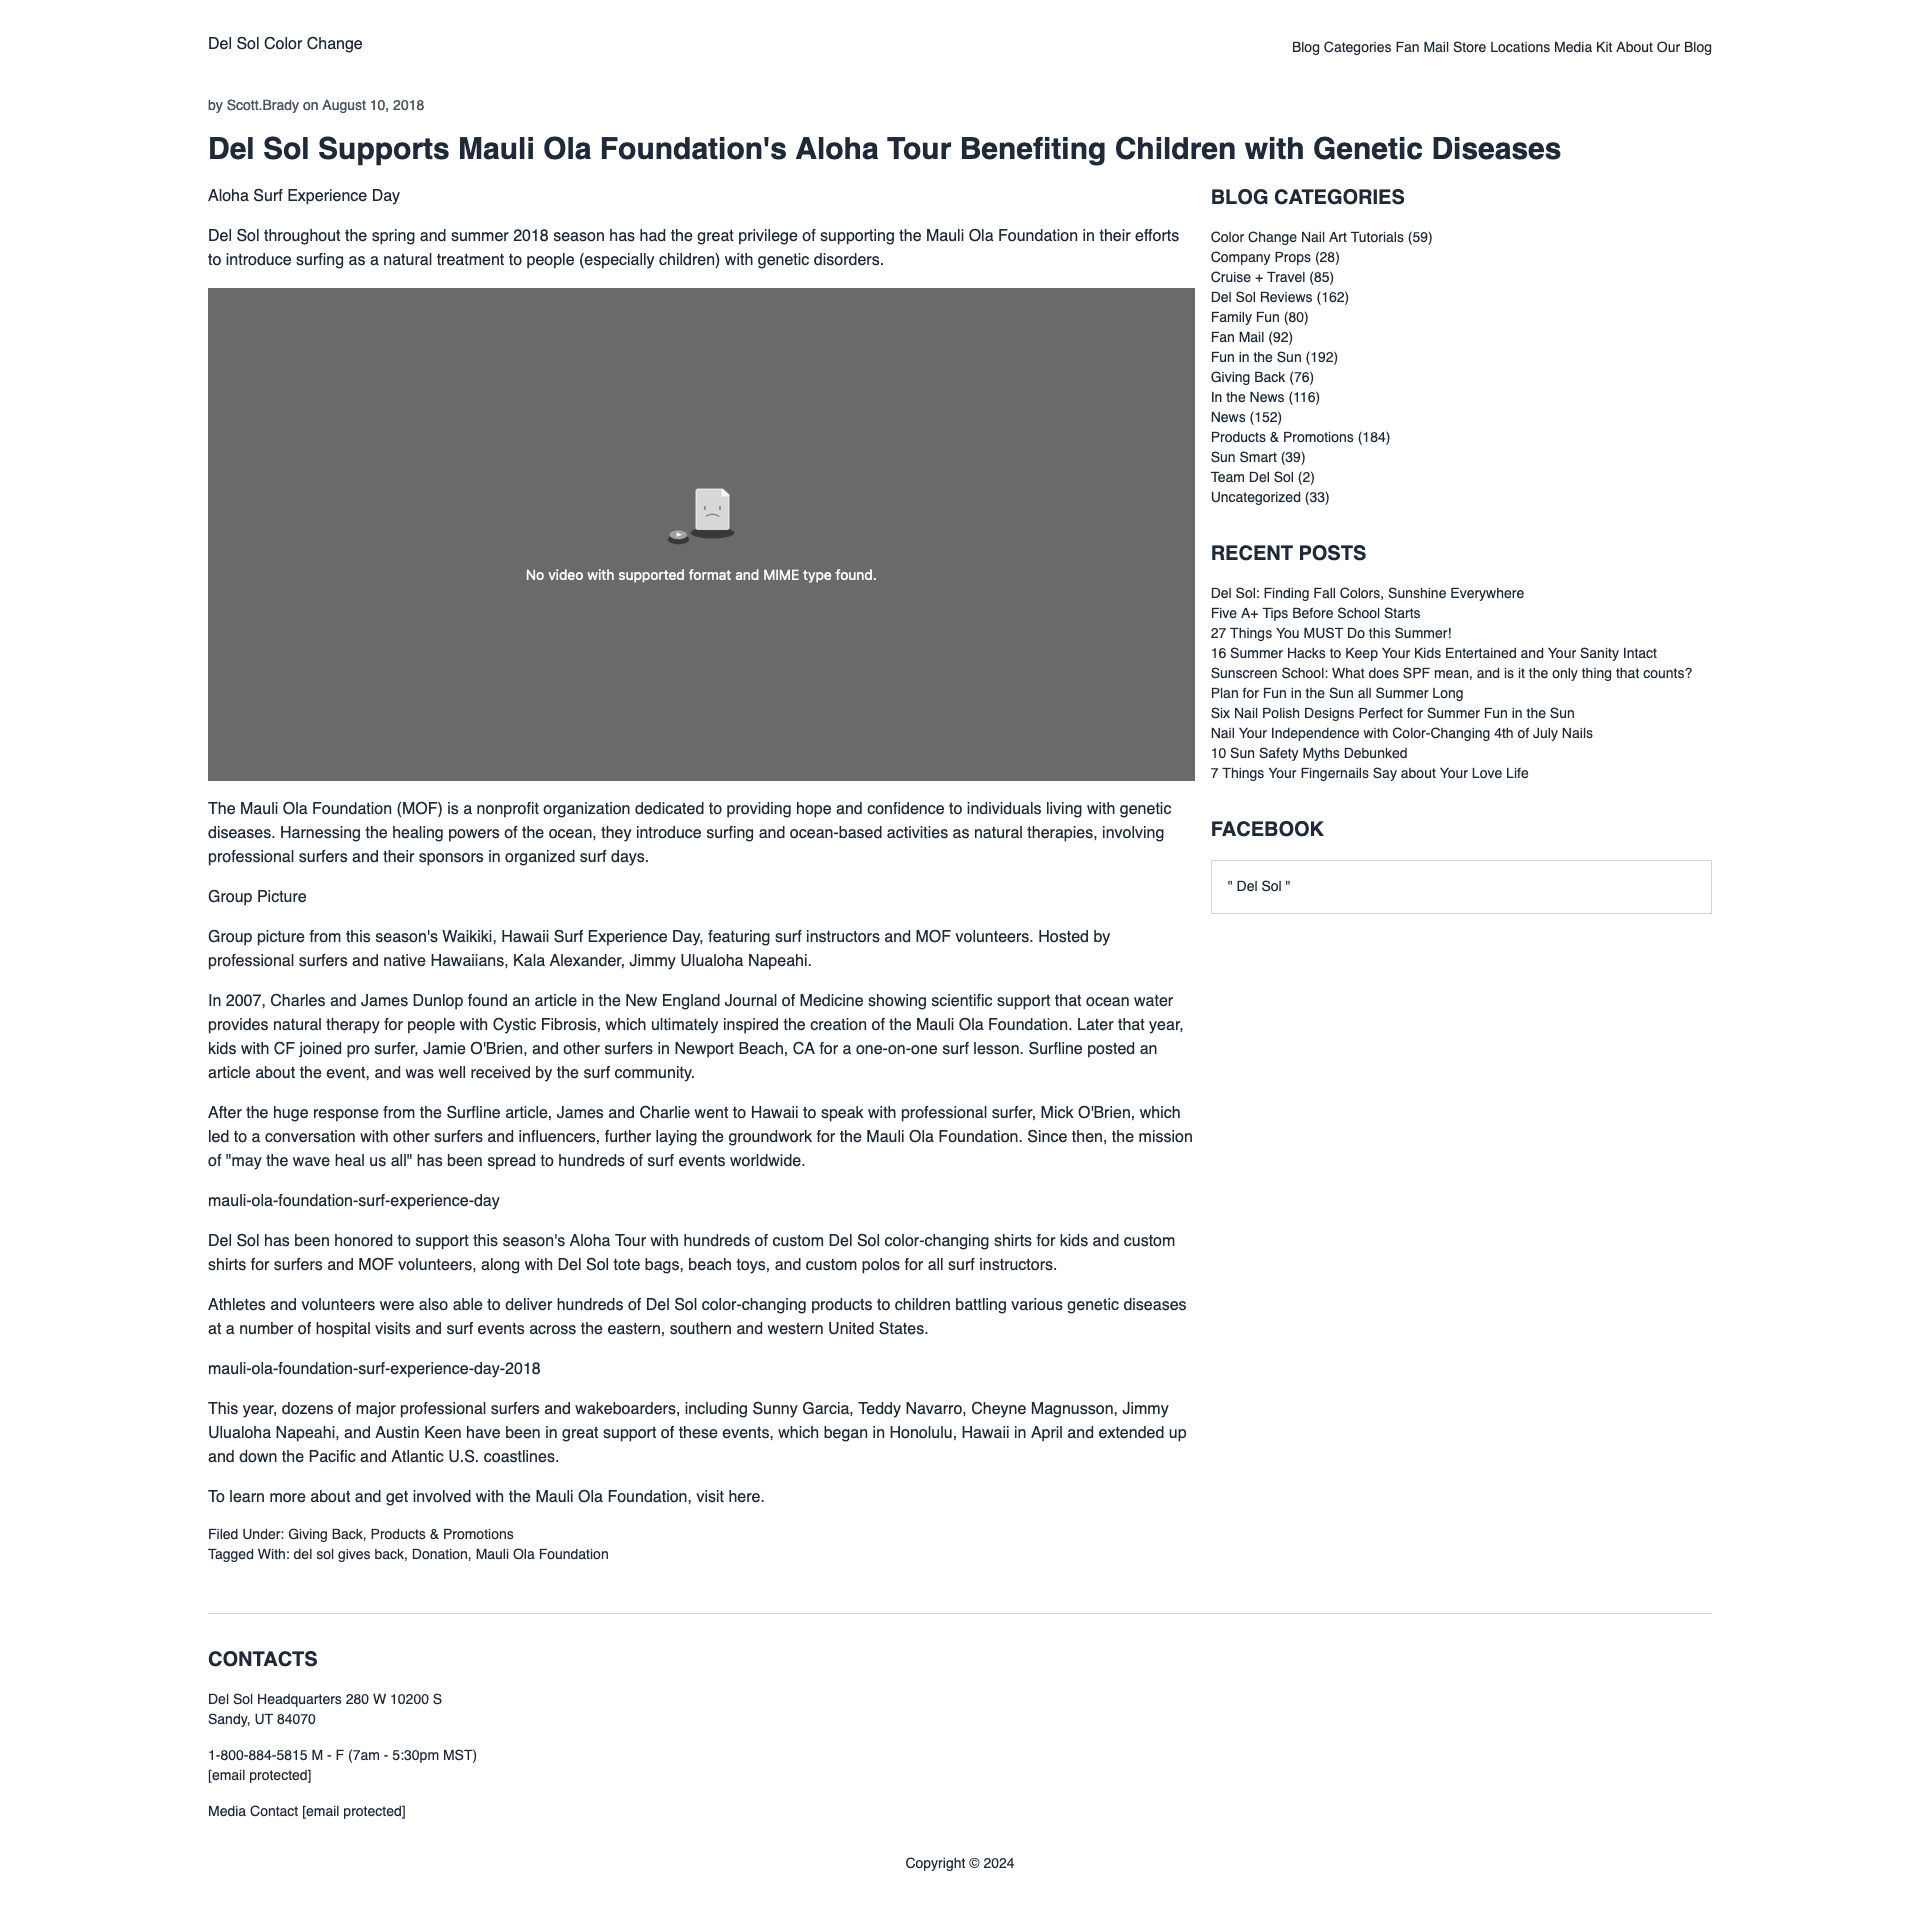 Del Sol Color Change
Blog Categories Fan Mail Store Locations Media Kit About Our Blog
by Scott.Brady on August 10, 2018
Del Sol Supports Mauli Ola Foundation's Aloha Tour Benefiting Children with Genetic Diseases
Aloha Surf Experience Day
Del Sol throughout the spring and summer 2018 season has had the great privilege of supporting the Mauli Ola Foundation in their efforts
to introduce surfing as a natural treatment to people (especially children) with genetic disorders.
No video with supported format and MIME type found.
The Mauli Ola Foundation (MOF) is a nonprofit organization dedicated to providing hope and confidence to individuals living with genetic
diseases. Harnessing the healing powers of the ocean, they introduce surfing and ocean-based activities as natural therapies, involving
professional surfers and their sponsors in organized surf days.
Group Picture
Group picture from this season's Waikiki, Hawaii Surf Experience Day, featuring surf instructors and MOF volunteers. Hosted by
professional surfers and native Hawaiians, Kala Alexander, Jimmy Ulualoha Napeahi.
In 2007, Charles and James Dunlop found an article in the New England Journal of Medicine showing scientific support that ocean water
provides natural therapy for people with Cystic Fibrosis, which ultimately inspired the creation of the Mauli Ola Foundation. Later that year,
kids with CF joined pro surfer, Jamie O'Brien, and other surfers in Newport Beach, CA for a one-on-one surf lesson. Surfline posted an
article about the event, and was well received by the surf community.
After the huge response from the Surfline article, James and Charlie went to Hawaii to speak with professional surfer, Mick O'Brien, which
led to a conversation with other surfers and influencers, further laying the groundwork for the Mauli Ola Foundation. Since then, the mission
of "may the wave heal us all" has been spread to hundreds of surf events worldwide.
mauli-ola-foundation-surf-experience-day
Del Sol has been honored to support this season's Aloha Tour with hundreds of custom Del Sol color-changing shirts for kids and custom
shirts for surfers and MOF volunteers, along with Del Sol tote bags, beach toys, and custom polos for all surf instructors.
Athletes and volunteers were also able to deliver hundreds of Del Sol color-changing products to children battling various genetic diseases
at a number of hospital visits and surf events across the eastern, southern and western United States.
mauli-ola-foundation-surf-experience-day-2018
This year, dozens of major professional surfers and wakeboarders, including Sunny Garcia, Teddy Navarro, Cheyne Magnusson, Jimmy
Ulualoha Napeahi, and Austin Keen have been in great support of these events, which began in Honolulu, Hawaii in April and extended up
and down the Pacific and Atlantic U.S. coastlines.
To learn more about and get involved with the Mauli Ola Foundation, visit here.
Filed Under: Giving Back, Products & Promotions
Tagged With: del sol gives back, Donation, Mauli Ola Foundation
BLOG CATEGORIES
Color Change Nail Art Tutorials (59)
Company Props (28)
Cruise + Travel (85)
Del Sol Reviews (162)
Family Fun (80)
Fan Mail (92)
Fun in the Sun (192)
Giving Back (76)
In the News (116)
News (152)
Products & Promotions (184)
Sun Smart (39)
Team Del Sol (2)
Uncategorized (33)
RECENT POSTS
Del Sol: Finding Fall Colors, Sunshine Everywhere
Five A+ Tips Before School Starts
27 Things You MUST Do this Summer!
16 Summer Hacks to Keep Your Kids Entertained and Your Sanity Intact
Sunscreen School: What does SPF mean, and is it the only thing that counts?
Plan for Fun in the Sun all Summer Long
Six Nail Polish Designs Perfect for Summer Fun in the Sun
Nail Your Independence with Color-Changing 4th of July Nails
10 Sun Safety Myths Debunked
7 Things Your Fingernails Say about Your Love Life
FACEBOOK
" Del Sol "
CONTACTS
Del Sol Headquarters 280 W 10200 S
Sandy, UT 84070
1-800-884-5815 M - F (7am - 5:30pm MST)
[email protected]
Media Contact [email protected]
Copyright © 2024